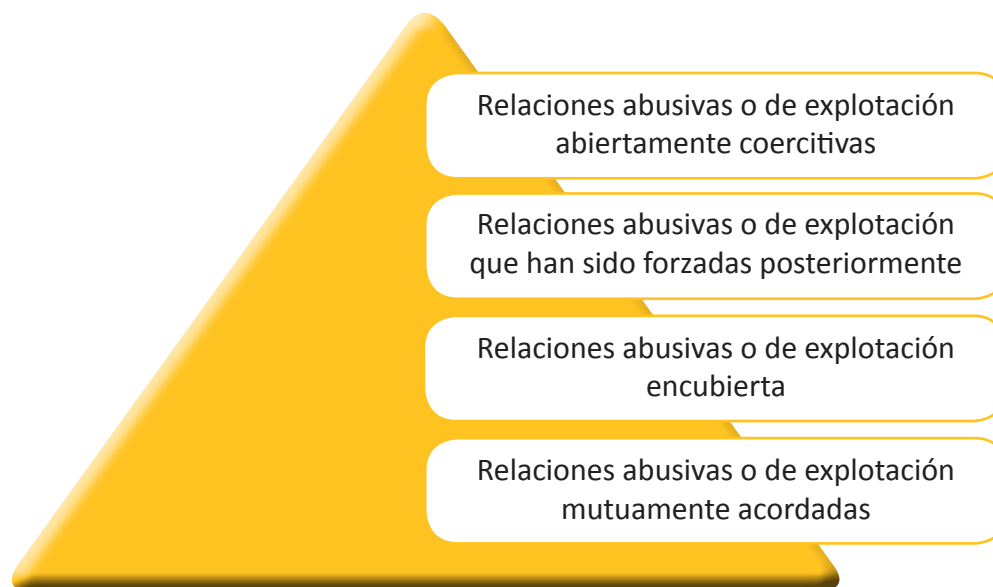 Relaciones abusivas o de explotación
abiertamente coercitivas
Relaciones abusivas o de explotación
que han sido forzadas posteriormente
Relaciones abusivas o de explotación
encubierta
Relaciones abusivas o de explotación
mutuamente acordadas